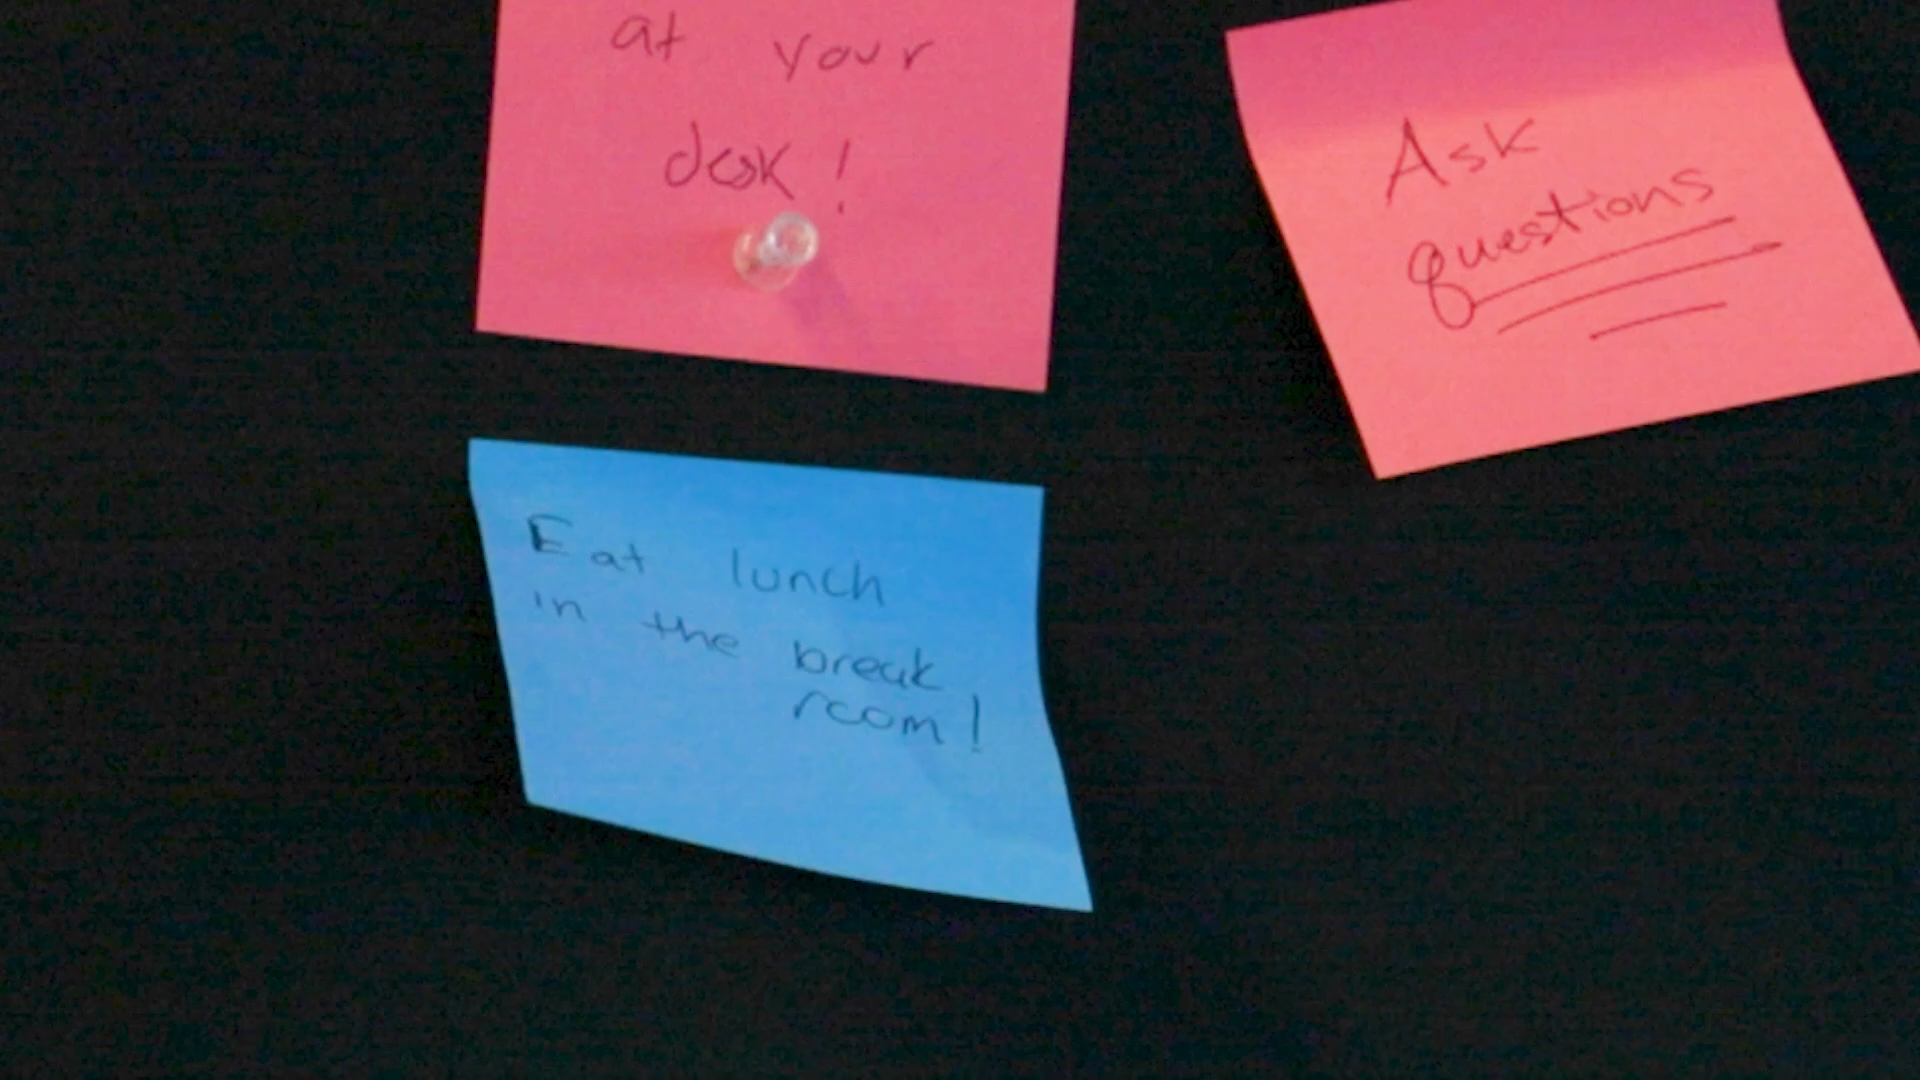 at your
desk!
Ask
questions
Eat lunch
in the break
room!